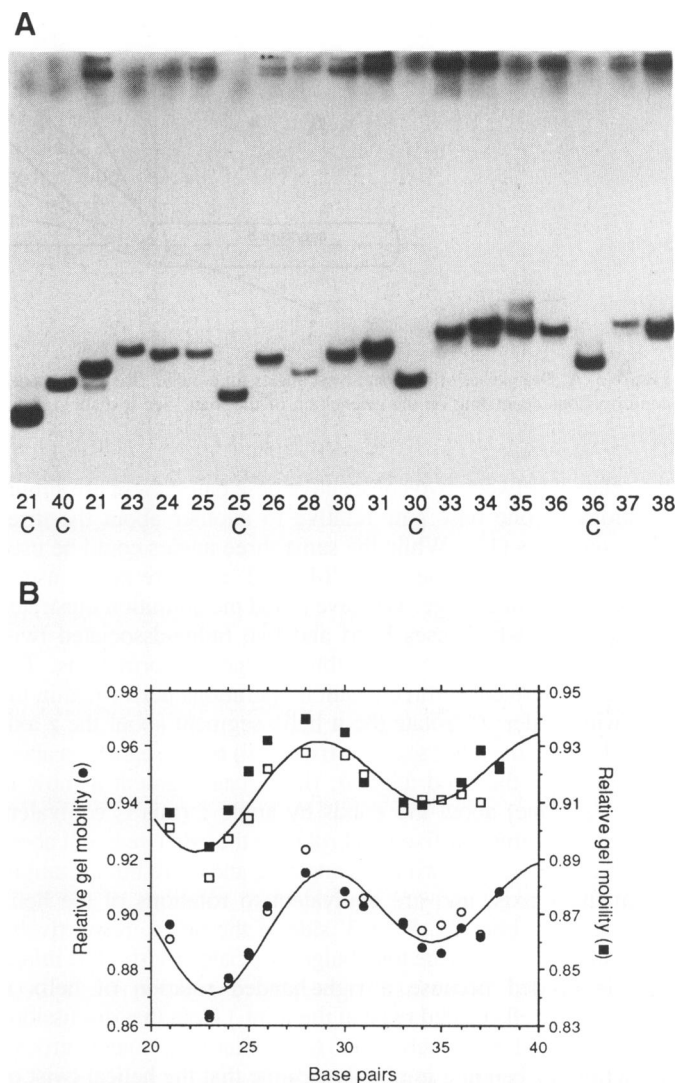 A
21 40 21 23 24 25 25 26 28 30 31 30 33 34 35 36 36 37 38
C C C C C
B
0.98
0.96
0.94
0.92
0.90
0.88
0.86
0.95
0.93
0.91
0.89
0.87
0.85
0.83
Relative gel mobility (●)
Relative gel mobility (■)
20 25 30 35 40
Base pairs